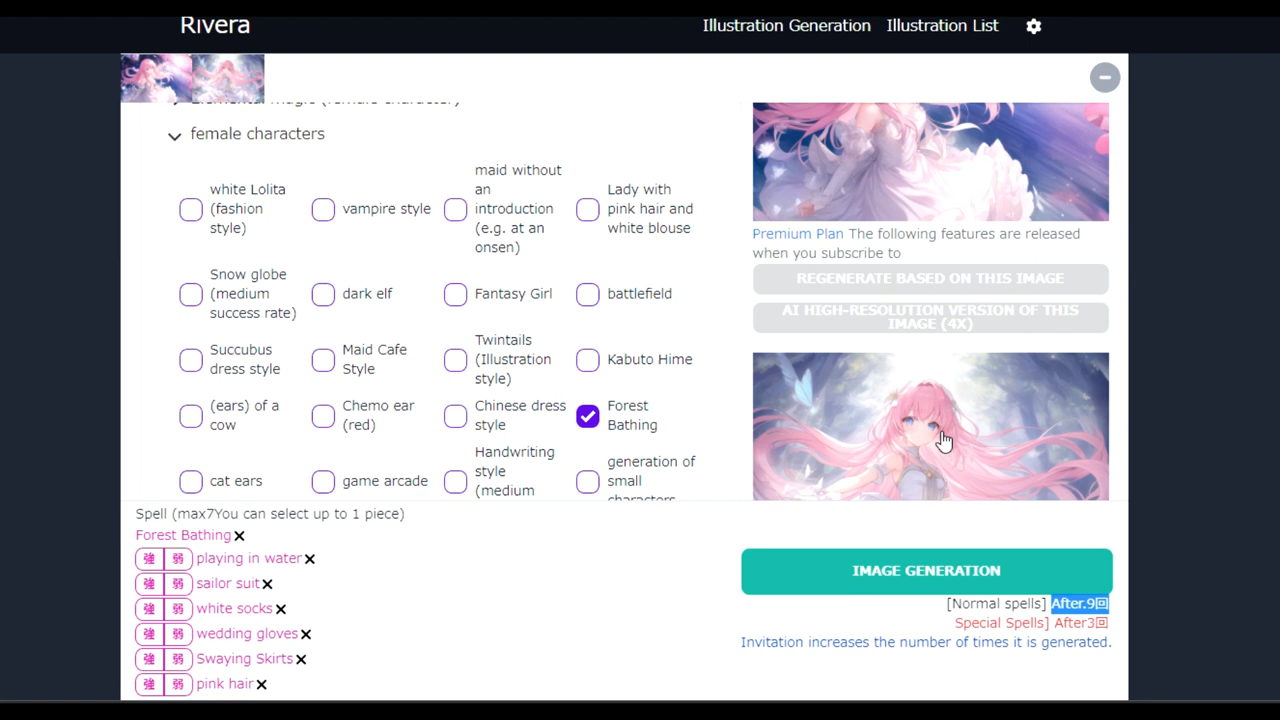 Rivera
Illustration Generation
Illustration List
Elemental magic (female character)
female characters
white Lolita
(fashion
style)
vampire style
maid without
an
introduction
(e.g. at an
onsen)
Lady with
pink hair and
white blouse
Snow globe
(medium
success rate)
dark elf
Fantasy Girl
battlefield
Succubus
dress style
Maid Cafe
Style
Twintails
(Illustration
style)
Kabuto Hime
(ears) of a
cow
Chemo ear
(red)
Chinese dress
style
Forest
Bathing
cat ears
game arcade
Handwriting
style
(medium
generation of
small
characters
Premium Plan The following features are released
when you subscribe to
REGENERATE BASED ON THIS IMAGE
AI HIGH-RESOLUTION VERSION OF THIS
IMAGE (4X)
Spell (max7You can select up to 1 piece)
Forest Bathing
強 弱 playing in water
強 弱 sailor suit
強 弱 white socks
強 弱 wedding gloves
強 弱 Swaying Skirts
強 弱 pink hair
IMAGE GENERATION
[Normal spells] After.9回
Special Spells] After3回
Invitation increases the number of times it is generated.